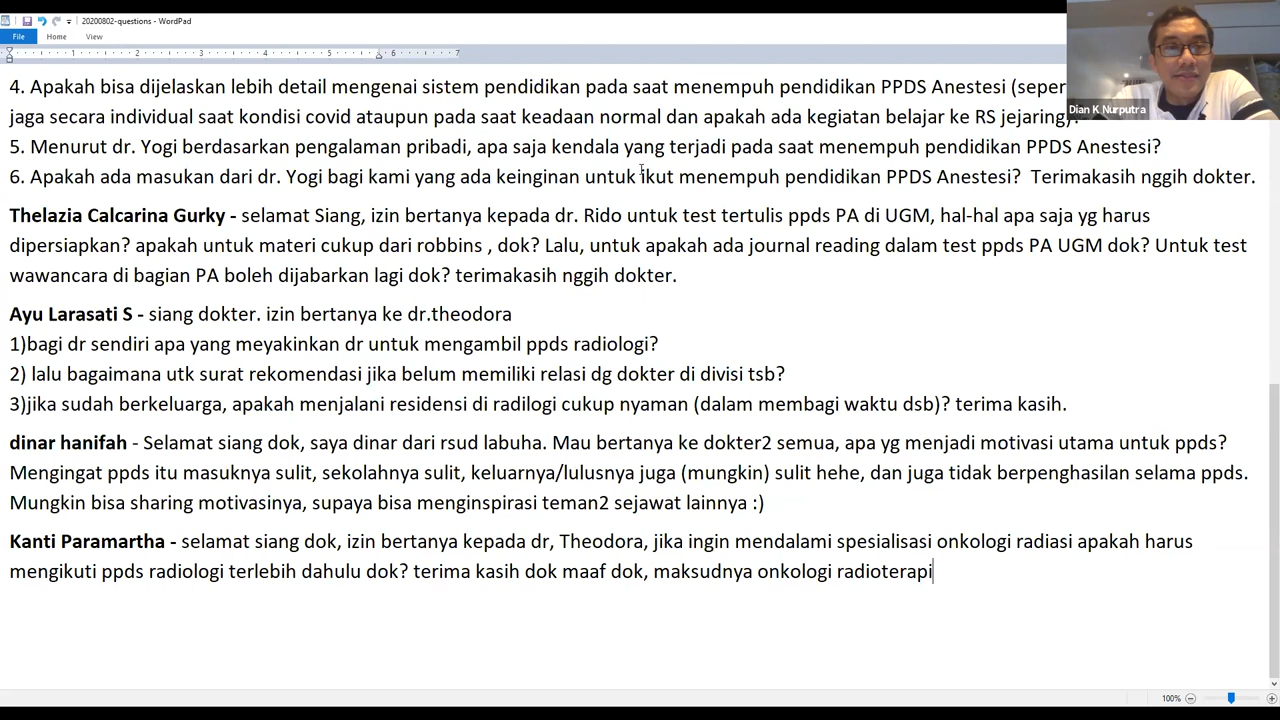 20200802-questions - WordPad
File Home View
1 2 3 4 5 6 7
4. Apakah bisa dijelaskan lebih detail mengenai sistem pendidikan pada saat menempuh pendidikan PPDS Anestesi (seper
jaga secara individual saat kondisi covid ataupun pada saat keadaan normal dan apakah ada kegiatan belajar ke RS jejaring)?
5. Menurut dr. Yogi berdasarkan pengalaman pribadi, apa saja kendala yang terjadi pada saat menempuh pendidikan PPDS Anestesi?
6. Apakah ada masukan dari dr. Yogi bagi kami yang ada keinginan untuk ikut menempuh pendidikan PPDS Anestesi? Terimakasih nggih dokter.
Thelazia Calcarina Gurky - selamat Siang, izin bertanya kepada dr. Rido untuk test tertulis ppds PA di UGM, hal-hal apa saja yg harus
dipersiapkan? apakah untuk materi cukup dari robbins , dok? Lalu, untuk apakah ada journal reading dalam test ppds PA UGM dok? Untuk test
wawancara di bagian PA boleh dijabarkan lagi dok? terimakasih nggih dokter.
Ayu Larasati S - siang dokter. izin bertanya ke dr.theodora
1)bagi dr sendiri apa yang meyakinkan dr untuk mengambil ppds radiologi?
2) lalu bagaimana utk surat rekomendasi jika belum memiliki relasi dg dokter di divisi tsb?
3)jika sudah berkeluarga, apakah menjalani residensi di radilogi cukup nyaman (dalam membagi waktu dsb)? terima kasih.
dinar hanifah - Selamat siang dok, saya dinar dari rsud labuha. Mau bertanya ke dokter2 semua, apa yg menjadi motivasi utama untuk ppds?
Mengingat ppds itu masuknya sulit, sekolahnya sulit, keluarnya/lulusnya juga (mungkin) sulit hehe, dan juga tidak berpenghasilan selama ppds.
Mungkin bisa sharing motivasinya, supaya bisa menginspirasi teman2 sejawat lainnya :)
Kanti Paramartha - selamat siang dok, izin bertanya kepada dr, Theodora, jika ingin mendalami spesialisasi onkologi radiasi apakah harus
mengikuti ppds radiologi terlebih dahulu dok? terima kasih dok maaf dok, maksudnya onkologi radioterapi
Dian K Nurputra
100%